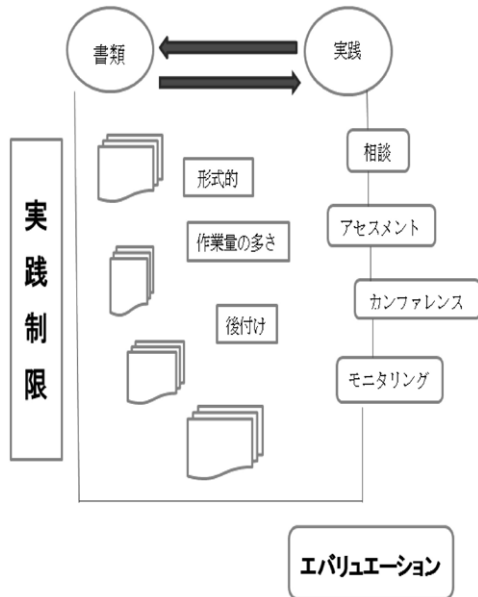 書類
実践
相談
形式的
実践制限
アセスメント
作業量の多さ
カンファレンス
後付け
モニタリング
エバリュエーション